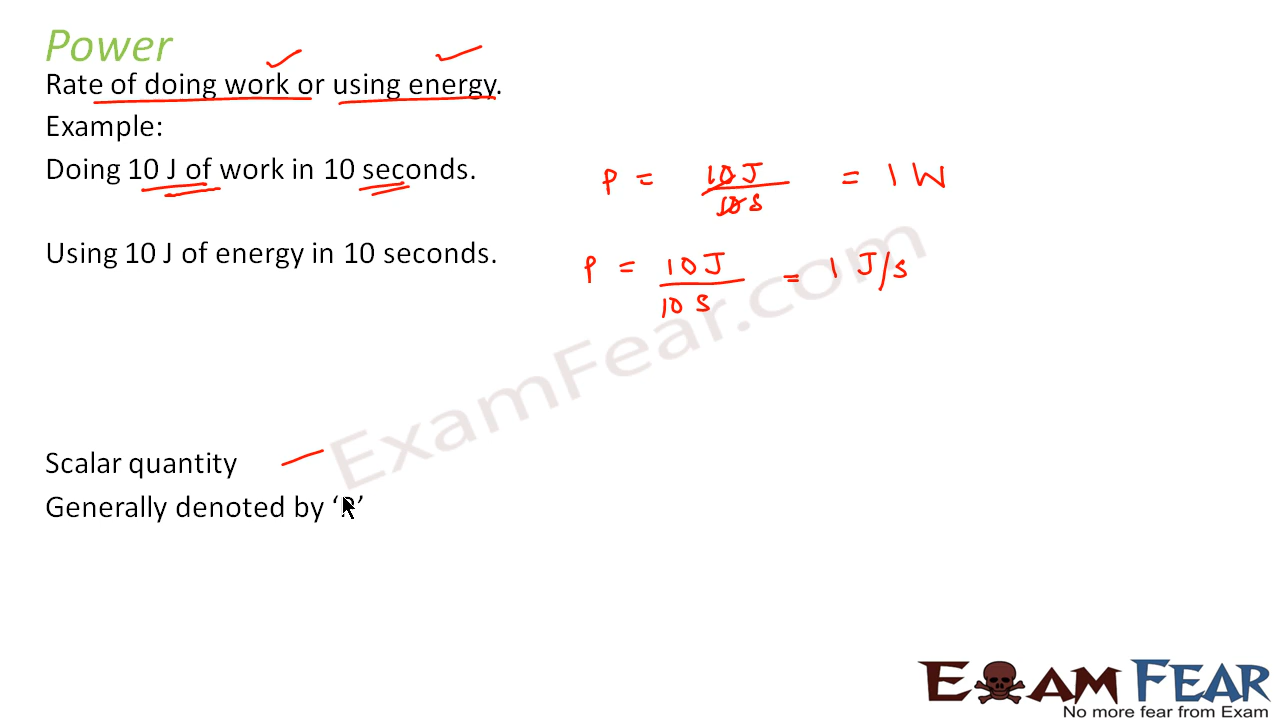 Power
Rate of doing work or using energy.
Example:
Doing 10 J of work in 10 seconds.
P = 10J / 10S = 1 W
Using 10 J of energy in 10 seconds.
P = 10J / 10S = 1 J/s
ExamFear.com
Scalar quantity
Generally denoted by ‘P’
EXAM FEAR
No more fear from Exam